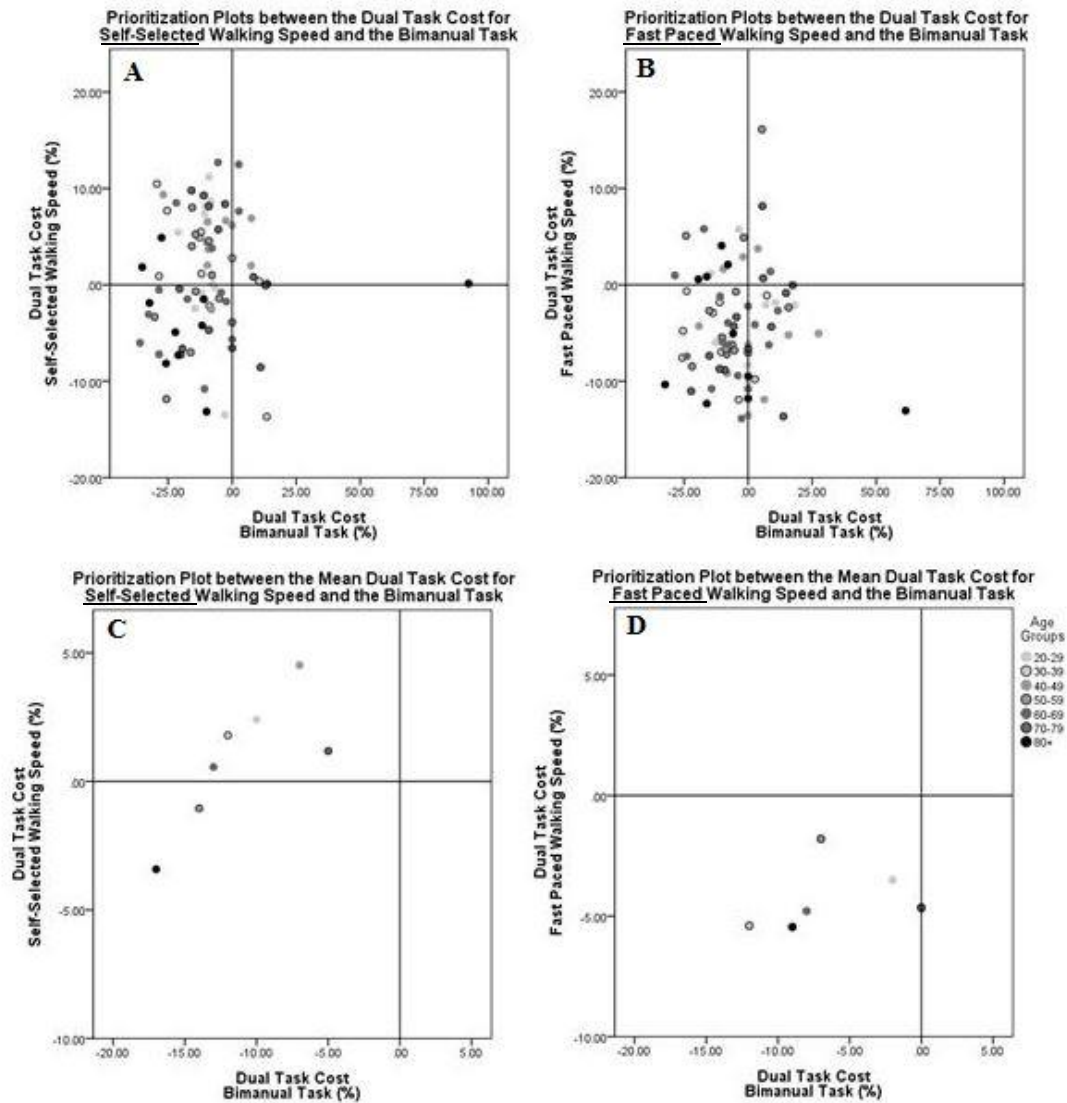 Prioritization Plots between the Dual Task Cost for
Self-Selected Walking Speed and the Bimanual Task
A
20.00
10.00
.00
-10.00
-20.00
Dual Task Cost
Self-Selected Walking Speed (%)
-25.00 .00 25.00 50.00 75.00 100.00
Dual Task Cost
Bimanual Task (%)
Prioritization Plots between the Dual Task Cost for
Fast Paced Walking Speed and the Bimanual Task
B
20.00
10.00
.00
-10.00
-20.00
Dual Task Cost
Fast Paced Walking Speed (%)
-25.00 .00 25.00 50.00 75.00 100.00
Dual Task Cost
Bimanual Task (%)
Prioritization Plot between the Mean Dual Task Cost for
Self-Selected Walking Speed and the Bimanual Task
C
5.00
.00
-5.00
-10.00
Dual Task Cost
Self-Selected Walking Speed (%)
-20.00 -15.00 -10.00 -5.00 .00 5.00
Dual Task Cost
Bimanual Task (%)
Prioritization Plot between the Mean Dual Task Cost for
Fast Paced Walking Speed and the Bimanual Task
D
5.00
.00
-5.00
-10.00
Dual Task Cost
Fast Paced Walking Speed (%)
-20.00 -15.00 -10.00 -5.00 .00 5.00
Dual Task Cost
Bimanual Task (%)
Age
Groups
20-29
30-39
40-49
50-59
60-69
70-79
80+